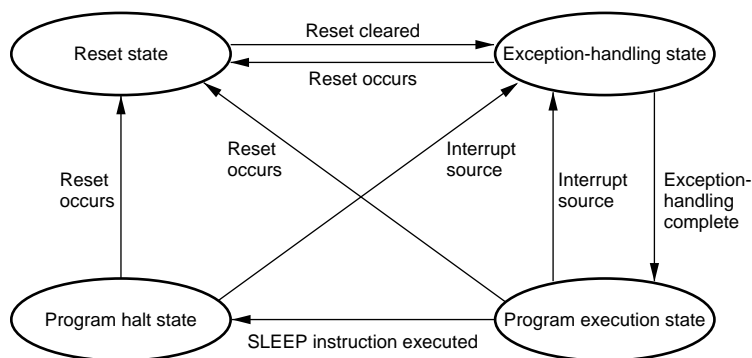 Reset cleared
Reset state
Exception-handling state
Reset occurs
Reset
occurs
Reset
occurs
Interrupt
source
Interrupt
source
Exception-
handling
complete
Program halt state
Program execution state
SLEEP instruction executed